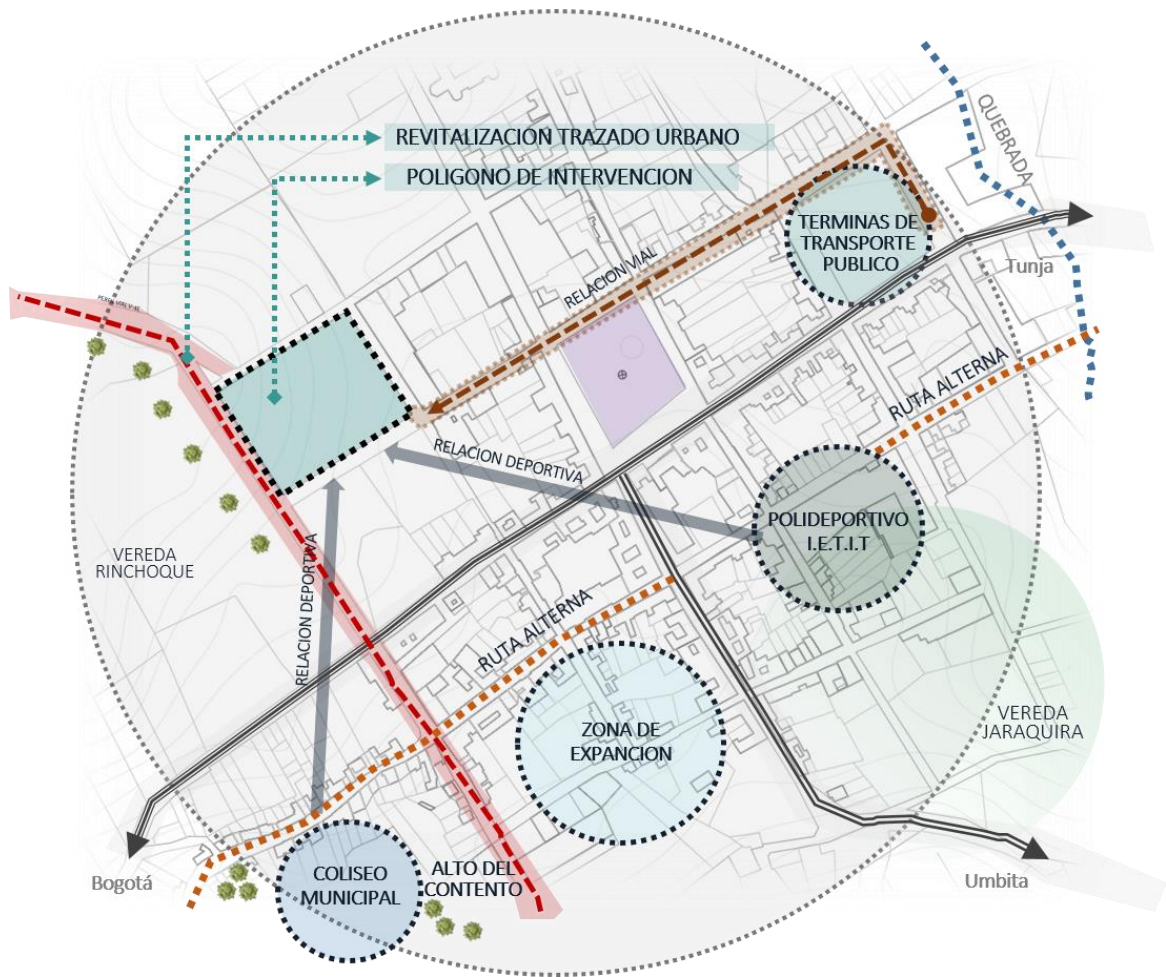 REVITALIZACION TRAZADO URBANO
POLIGONO DE INTERVENCION
QUEBRADA
TERMINAS DE
TRANSPORTE
PUBLICO
Tunja
RELACION VIAL
RUTA ALTERNA
RELACION DEPORTIVA
POLIDEPORTIVO
I.E.T.I.T
VEREDA
RINCHOQUE
RELACION DEPORTIVA
RUTA ALTERNA
ZONA DE
EXPANCION
VEREDA
JARAQUIRA
COLISEO
MUNICIPAL
ALTO DEL
CONTENTO
Bogotá
Umbita